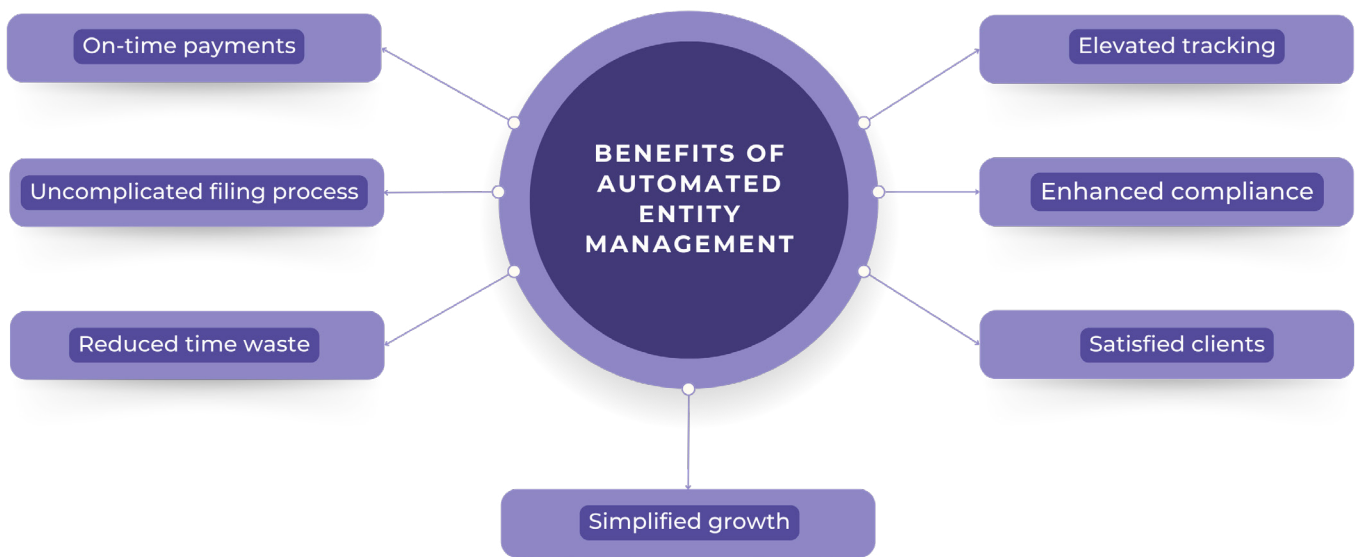 On-time payments
Uncomplicated filing process
Reduced time waste
BENEFITS OF
AUTOMATED
ENTITY
MANAGEMENT
Elevated tracking
Enhanced compliance
Satisfied clients
Simplified growth